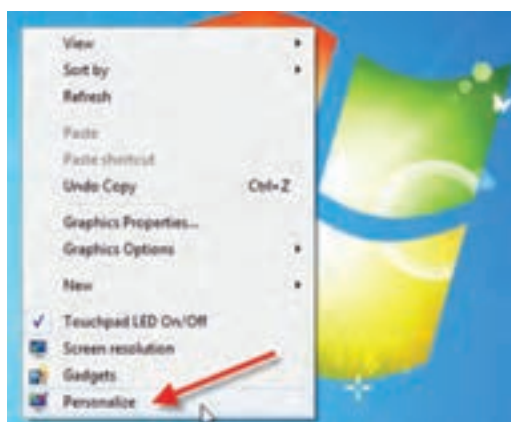 View
Sort by
Refresh
Paste
Paste shortcut
Undo Copy Ctrl+Z
Graphics Properties...
Graphics Options
New
Touchpad LED On/Off
Screen resolution
Gadgets
Personalize